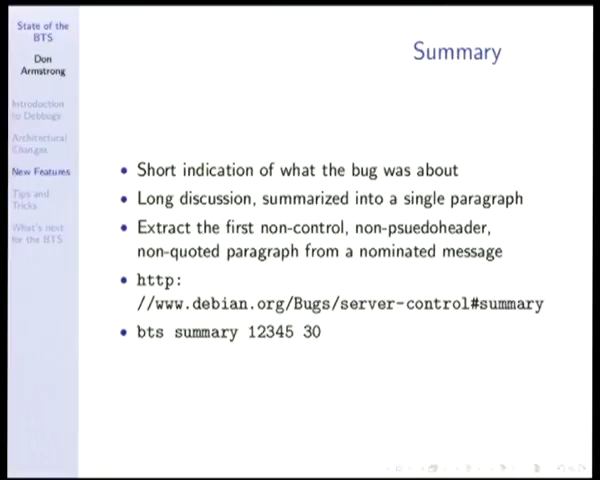 State of the
BTS
Don
Armstrong
Introduction
to Debbugs
Architectural
Changes
New Features
Tips and
Tricks
What's next
for the BTS
Summary
Short indication of what the bug was about
Long discussion, summarized into a single paragraph
Extract the first non-control, non-psuedoheader,
non-quoted paragraph from a nominated message
http:
//www.debian.org/Bugs/server-control#summary
bts summary 12345 30